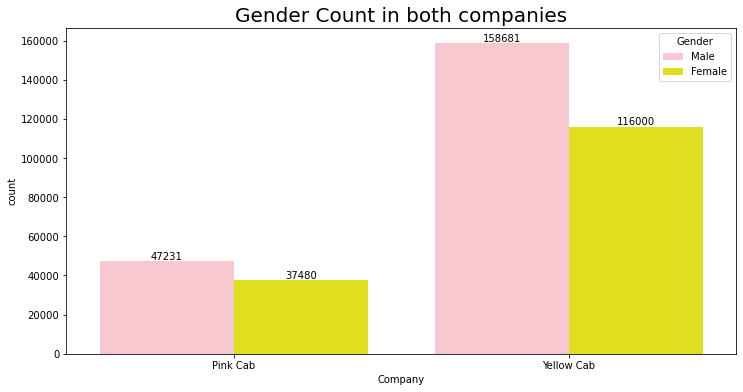 Gender Count in both companies
160000
140000
120000
100000
80000
60000
40000
20000
0
count
158681
116000
47231
37480
Gender
Male
Female
Pink Cab
Yellow Cab
Company